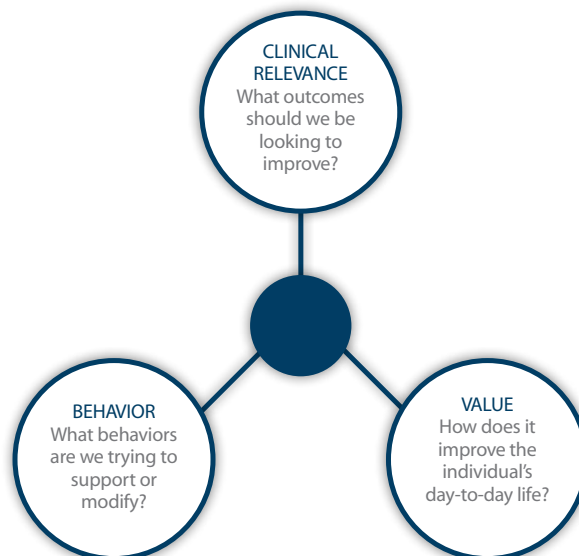 CLINICAL
RELEVANCE
What outcomes
should we be
looking to
improve?
BEHAVIOR
What behaviors
are we trying to
support or
modify?
VALUE
How does it
improve the
individual’s
day-to-day life?